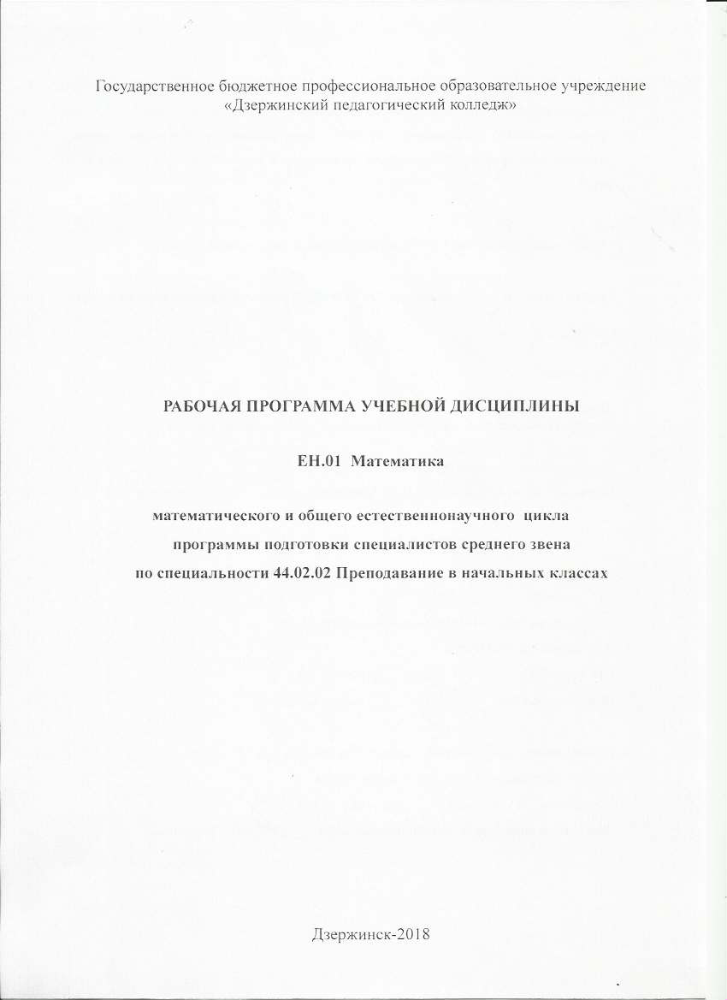 Государственное бюджетное профессиональное образовательное учреждение
«Дзержинский педагогический колледж»
РАБОЧАЯ ПРОГРАММА УЧЕБНОЙ ДИСЦИПЛИНЫ
ЕН.01 Математика
математического и общего естественнонаучного цикла
программы подготовки специалистов среднего звена
по специальности 44.02.02 Преподавание в начальных классах
Дзержинск-2018